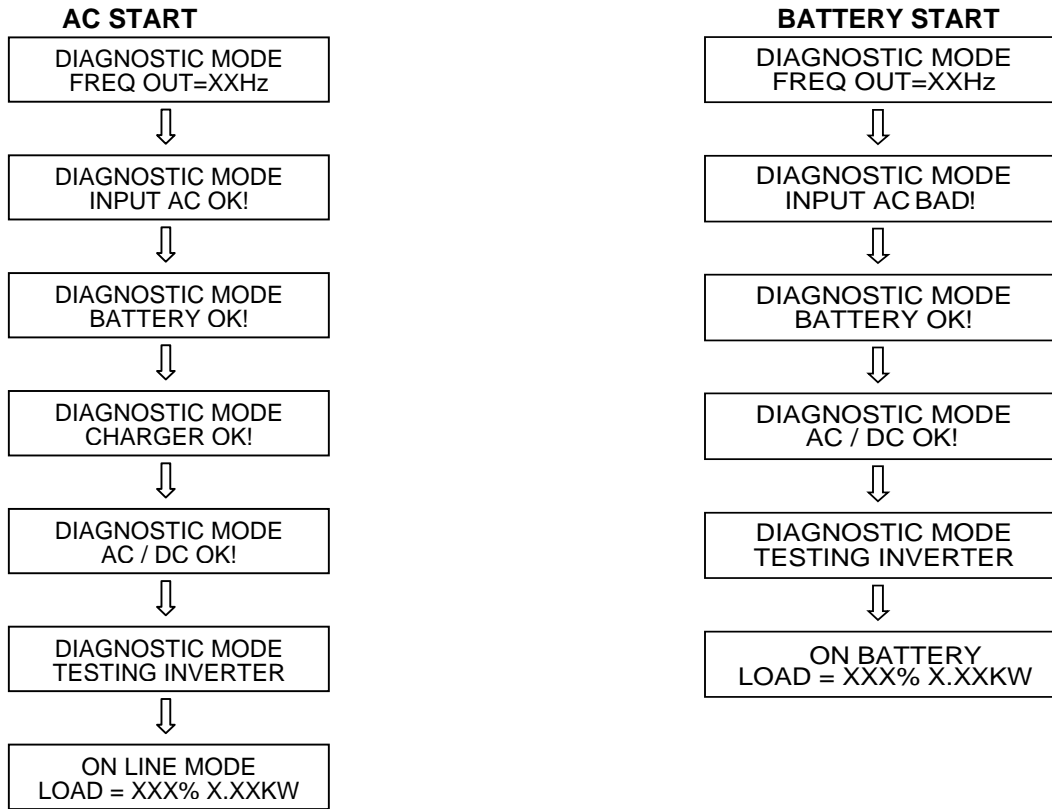 AC START
DIAGNOSTIC MODE
FREQ OUT=XXHz
DIAGNOSTIC MODE
INPUT AC OK!
DIAGNOSTIC MODE
BATTERY OK!
DIAGNOSTIC MODE
CHARGER OK!
DIAGNOSTIC MODE
AC / DC OK!
DIAGNOSTIC MODE
TESTING INVERTER
ON LINE MODE
LOAD = XXX% X.XXKW
BATTERY START
DIAGNOSTIC MODE
FREQ OUT=XXHz
DIAGNOSTIC MODE
INPUT AC BAD!
DIAGNOSTIC MODE
BATTERY OK!
DIAGNOSTIC MODE
AC / DC OK!
DIAGNOSTIC MODE
TESTING INVERTER
ON BATTERY
LOAD = XXX% X.XXKW